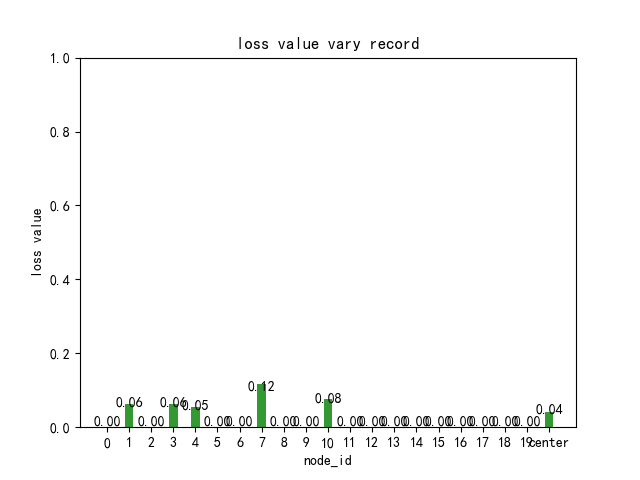 loss value vary record
1.0
0.8
0.6
0.4
0.2
0.0
loss value
0.00 0.06 0.00 0.06 0.05 0.00 0.00 0.12 0.00 0.00 0.08 0.00 0.00 0.00 0.00 0.00 0.00 0.00 0.00 0.00 0.04
0 1 2 3 4 5 6 7 8 9 10 11 12 13 14 15 16 17 18 19 center
node_id